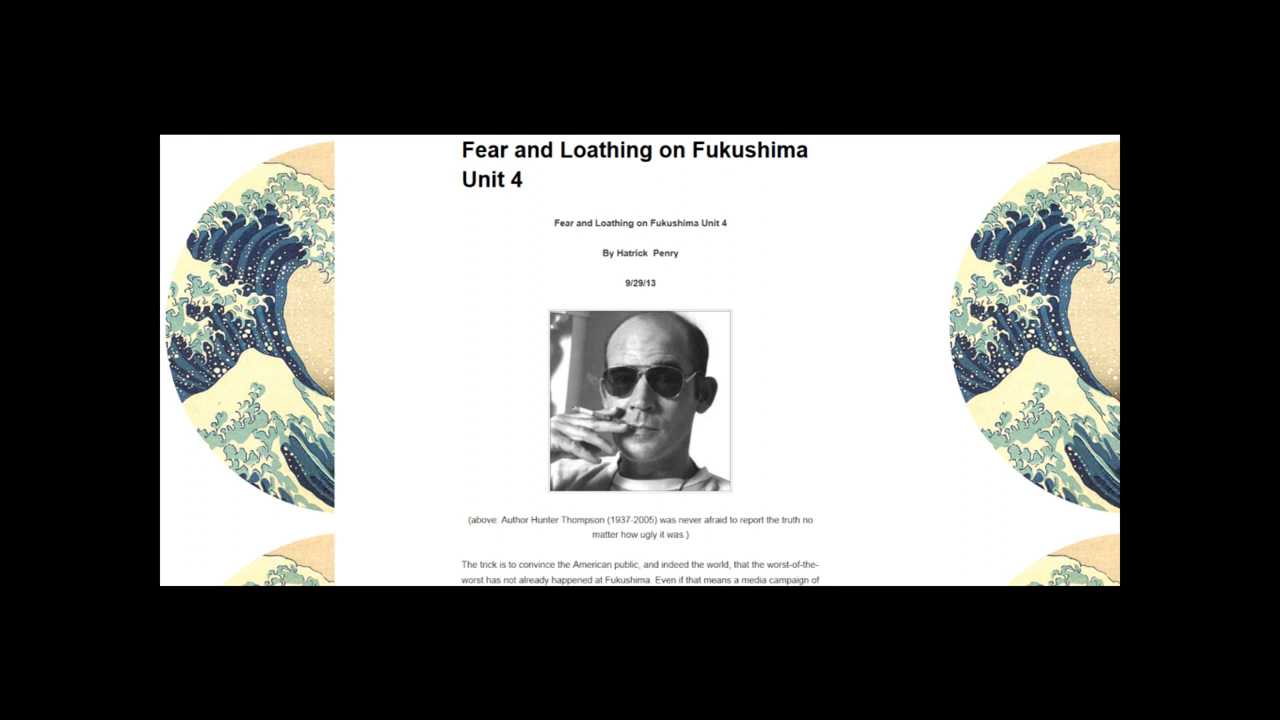 Fear and Loathing on Fukushima
Unit 4
Fear and Loathing on Fukushima Unit 4
By Hatrick Penry
9/29/13
(above: Author Hunter Thompson (1937-2005) was never afraid to report the truth no
matter how ugly it was.)
The trick is to convince the American public, and indeed the world, that the worst-of-the-
worst has not already happened at Fukushima. Even if that means a media campaign of